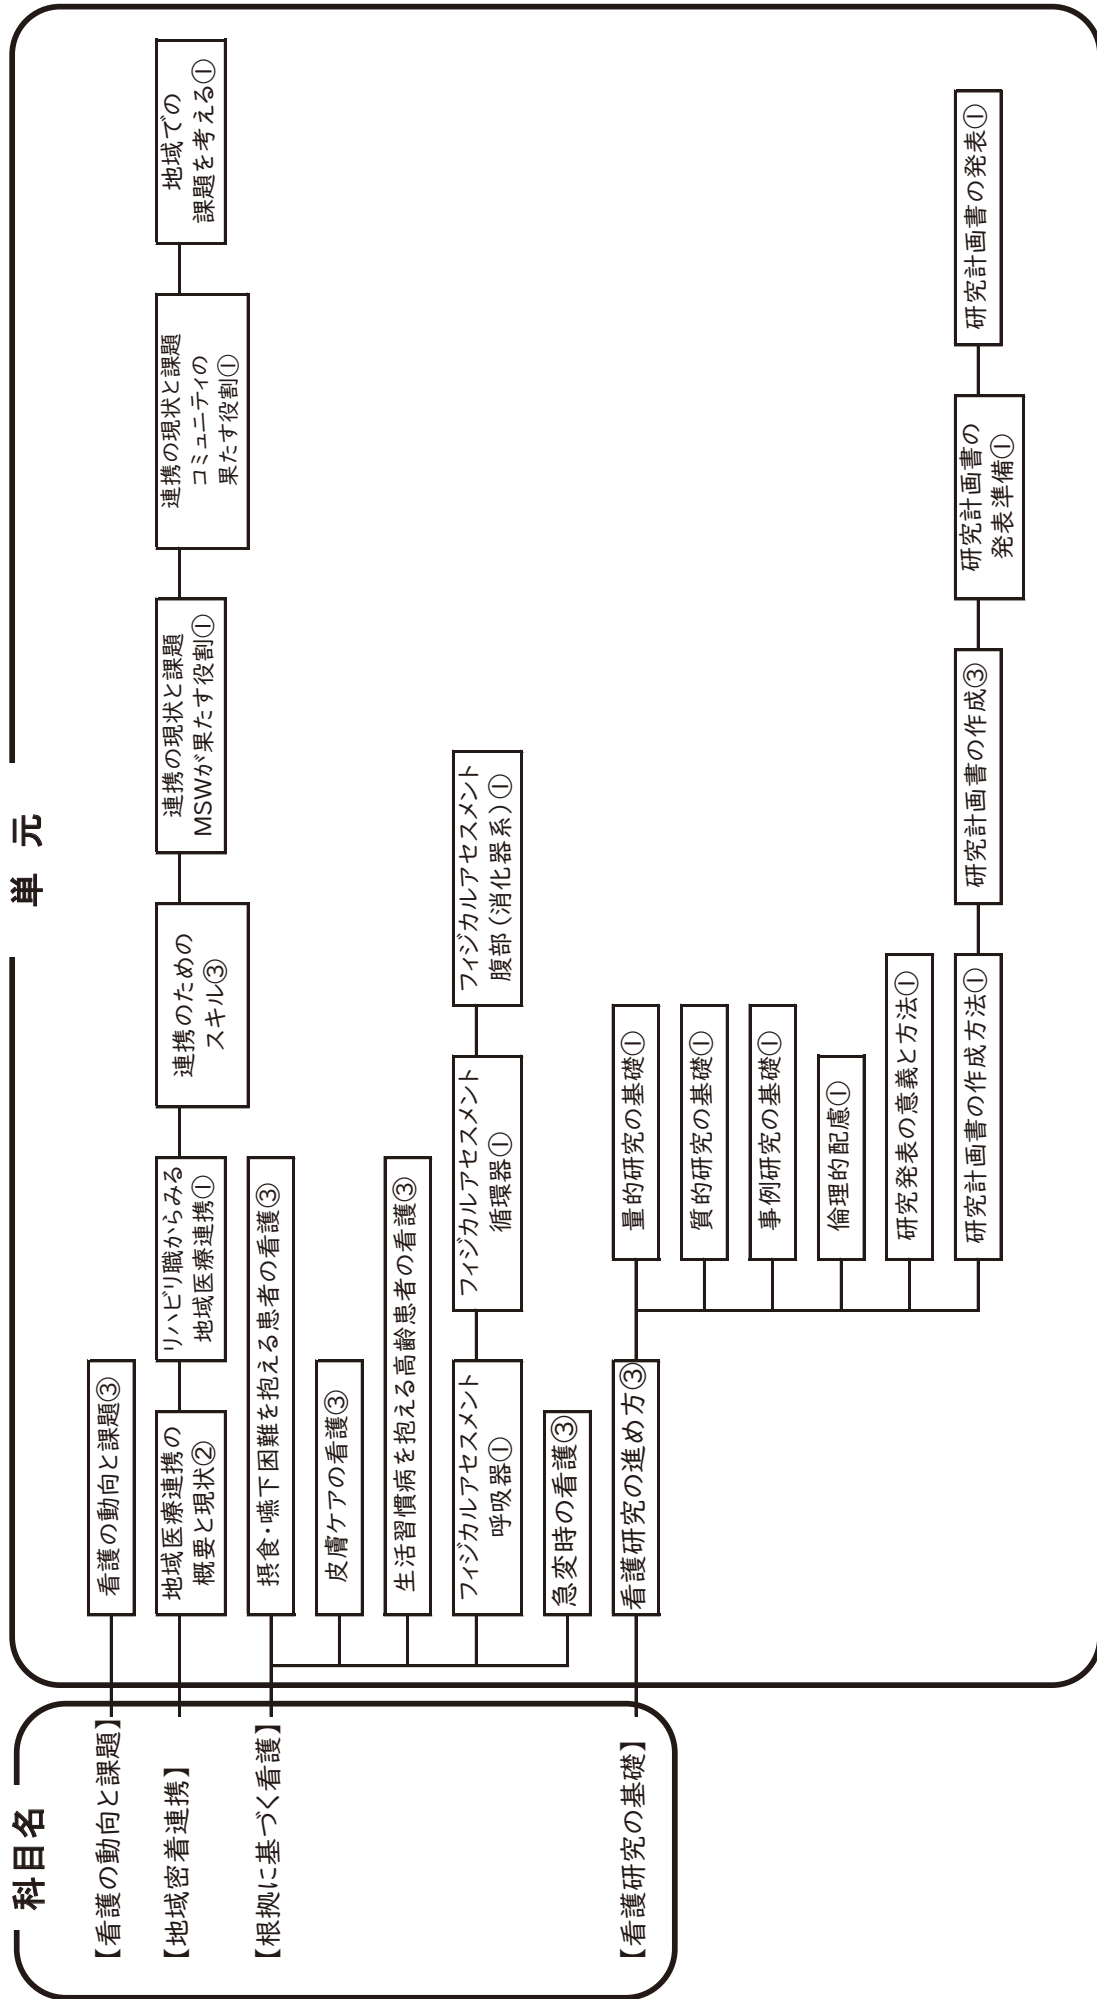 科目名
単元
【看護の動向と課題】
看護の動向と課題③
【地域密着連携】
地域医療連携の
概要と現状②
リハビリ職からみる
地域医療連携①
連携のための
スキル③
連携の現状と課題
MSWが果たす役割①
連携の現状と課題
コミュニティの
果たす役割①
地域での
課題を考える①
【根拠に基づく看護】
摂食・嚥下困難を抱える患者の看護③
皮膚ケアの看護③
生活習慣病を抱える高齢患者の看護③
フィジカルアセスメント
呼吸器①
フィジカルアセスメント
循環器①
フィジカルアセスメント
腹部（消化器系）①
急変時の看護③
【看護研究の基礎】
看護研究の進め方③
量的研究の基礎①
質的研究の基礎①
事例研究の基礎①
倫理的配慮①
研究発表の意義と方法①
研究計画書の作成方法①
研究計画書の作成③
研究計画書の
発表準備①
研究計画書の発表①